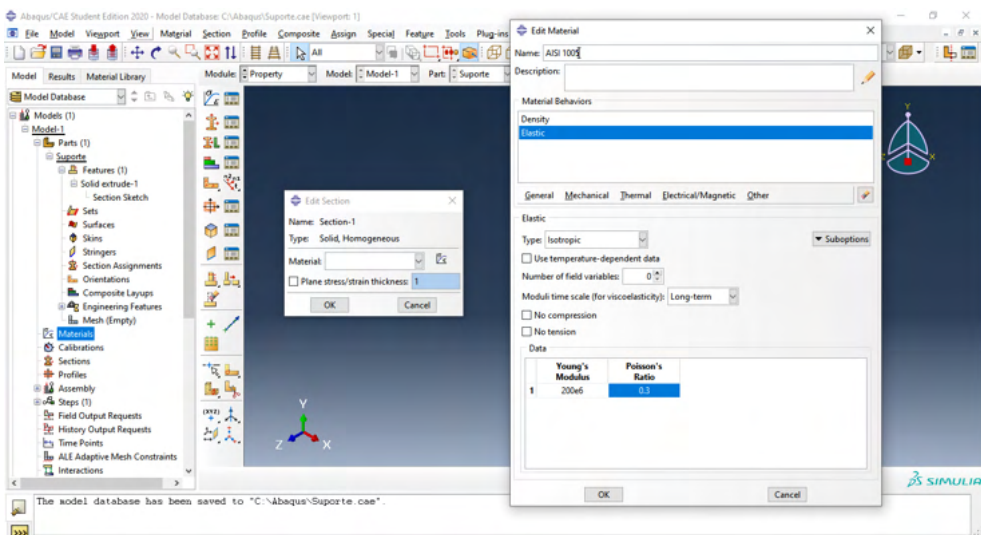 Abaqus/CAE Student Edition 2020 - Model Database: C:\Abaqus\Suporte.cae [Viewport: 1]
File Model Viewport View Material Section Profile Composite Assign Special Feature Tools Plug-ins
All
Model Results Material Library
Module: Property Model: Model-1 Part: Suporte
Model Database
Models (1)
Model-1
Parts (1)
Suporte
Features (1)
Solid extrude-1
Section Sketch
Sets
Surfaces
Skins
Stringers
Section Assignments
Orientations
Composite Layups
Engineering Features
Mesh (Empty)
Materials
Calibrations
Sections
Profiles
Assembly
Steps (1)
Field Output Requests
History Output Requests
Time Points
ALE Adaptive Mesh Constraints
Interactions
(XYZ)
Edit Section
Name: Section-1
Type: Solid, Homogeneous
Material:
Plane stress/strain thickness: 1
OK Cancel
Y
Z X
Edit Material
Name: AISI 1005
Description:
Material Behaviors
Density
Elastic
General Mechanical Thermal Electrical/Magnetic Other
Elastic
Type: Isotropic Suboptions
Use temperature-dependent data
Number of field variables: 0
Moduli time scale (for viscoelasticity): Long-term
No compression
No tension
Data
Young's Modulus Poisson's Ratio
1 200e6 0.3
OK Cancel
Y
X
SIMULIA
The model database has been saved to "C:\Abaqus\Suporte.cae".
>>>